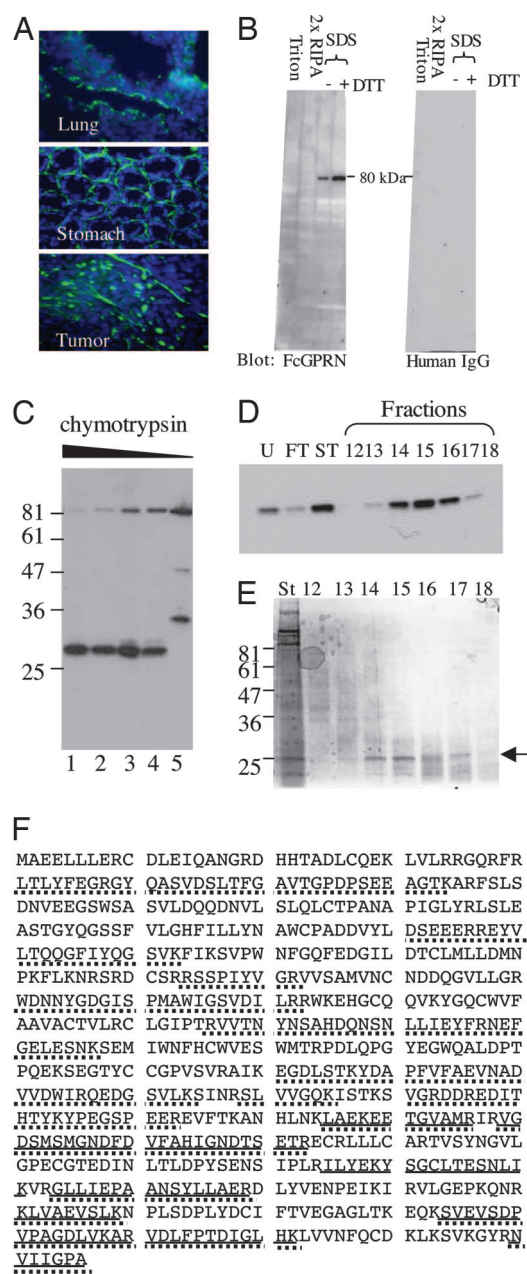 A
Lung
Stomach
Tumor
B
Triton
2x RIPA
SDS
- + DTT
80 kDa
Blot: FcGPRN
Triton
2x RIPA
SDS
- + DTT
Human IgG
C
chymotrypsin
81
61
47
36
25
1 2 3 4 5
D
Fractions
U FT ST 12 13 14 15 16 17 18
E
St 12 13 14 15 16 17 18
81
61
47
36
25
F
MAEELLLERC DLEIQANGRD HHTADLCQEK LVLRRGQRFR
LTLYFEGRGY QASVDSLTFG AVTGPDPSEE AGTKARFSLS
DNVEEGSWSA SVLDQQDNVL SLQLCTPANA PIGLYRLSLE
ASTGYQGSSF VLGHFILLYN AWCPADDVYL DSEEERREYV
LTQQGFIYQG SVKFIKSVPW NFGQFEDGIL DTCLMLLDMN
PKFLKNRSRD CSRRSSPIYV GRVVSAMVNC NDDQGVLLGR
WDNNYGDGIS PMAWIGSVDI LRRWKEHGCQ QVKYGQCWVF
AAVACTVLRC LGIPTRVVTN YNSAHDQNSN LLIEYFRNEF
GELESNKSEM IWNFHCWVES WMTRPDLQPG YEGWQALDPT
PQEKSEGTYC CGPVSVRAIK EGDLSTKYDA PFVFAEVNAD
VVDWIRQEDG SVLKSINRSL VVGQKISTKS VGRDDREDIT
HTYKYPEGSP EEREVFTKAN HLNKLAEKEE TGVAMRIRVG
DSMSMGNDFD VFAHIGNDTS ETRECRLLLC ARTVSYNGVL
GPECGTEDIN LTLDPYSENS IPLRILYEKY SGCLTESNLI
KVRGLLIEPA ANSYLLAERD LYVENPEIKI RVLGEPKQNR
KLVAEVSLKN PLSDPLYDCI FTVEGAGLTK EQKSVEVSDP
VPAGDLVKAR VDLFPTDIGL HKLVVNFQCD KLKSVKGYRN
VIIGPA